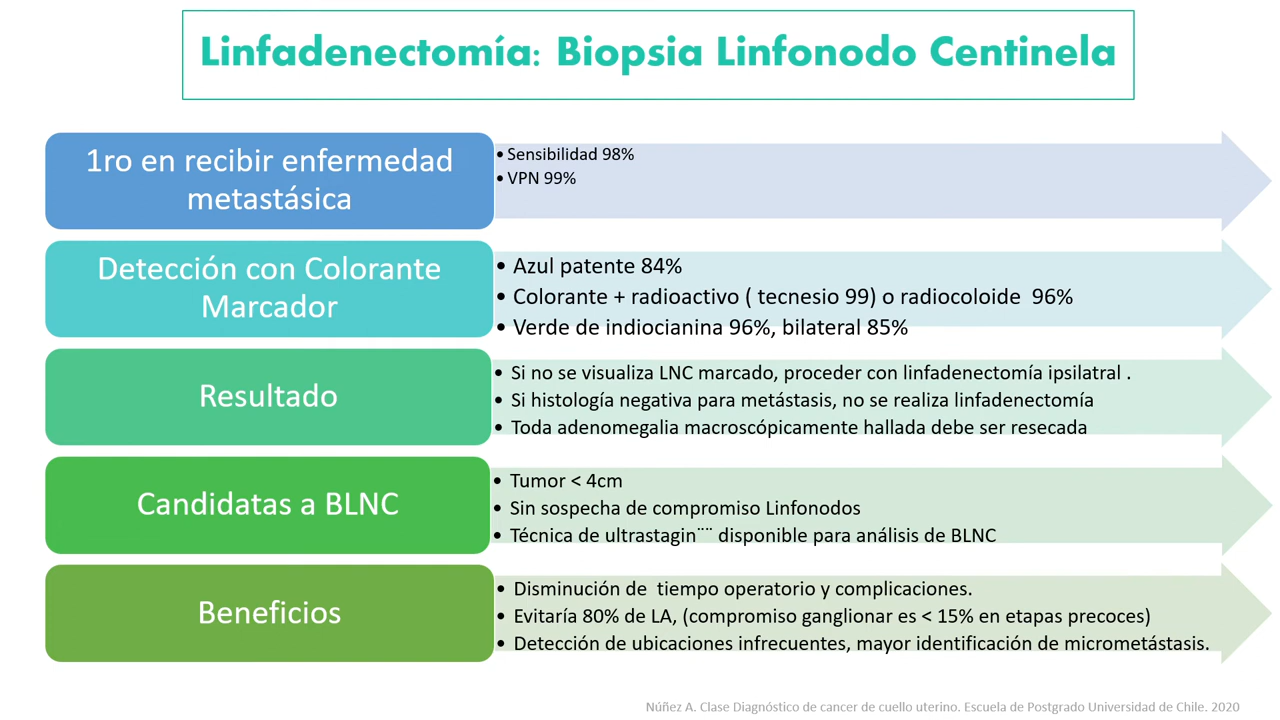 Linfadenectomía: Biopsia Linfonodo Centinela
1ro en recibir enfermedad
metastásica
• Sensibilidad 98%
• VPN 99%
Detección con Colorante
Marcador
• Azul patente 84%
• Colorante + radioactivo ( tecnesio 99) o radiocoloide 96%
• Verde de indiocianina 96%, bilateral 85%
Resultado
• Si no se visualiza LNC marcado, proceder con linfadenectomía ipsilatral .
• Si histología negativa para metástasis, no se realiza linfadenectomía
• Toda adenomegalia macroscópicamente hallada debe ser resecada
Candidatas a BLNC
• Tumor < 4cm
• Sin sospecha de compromiso Linfonodos
• Técnica de ultrastagin¨¨ disponible para análisis de BLNC
Beneficios
• Disminución de tiempo operatorio y complicaciones.
• Evitaría 80% de LA, (compromiso ganglionar es < 15% en etapas precoces)
• Detección de ubicaciones infrecuentes, mayor identificación de micrometástasis.
Núñez A. Clase Diagnóstico de cancer de cuello uterino. Escuela de Postgrado Universidad de Chile. 2020